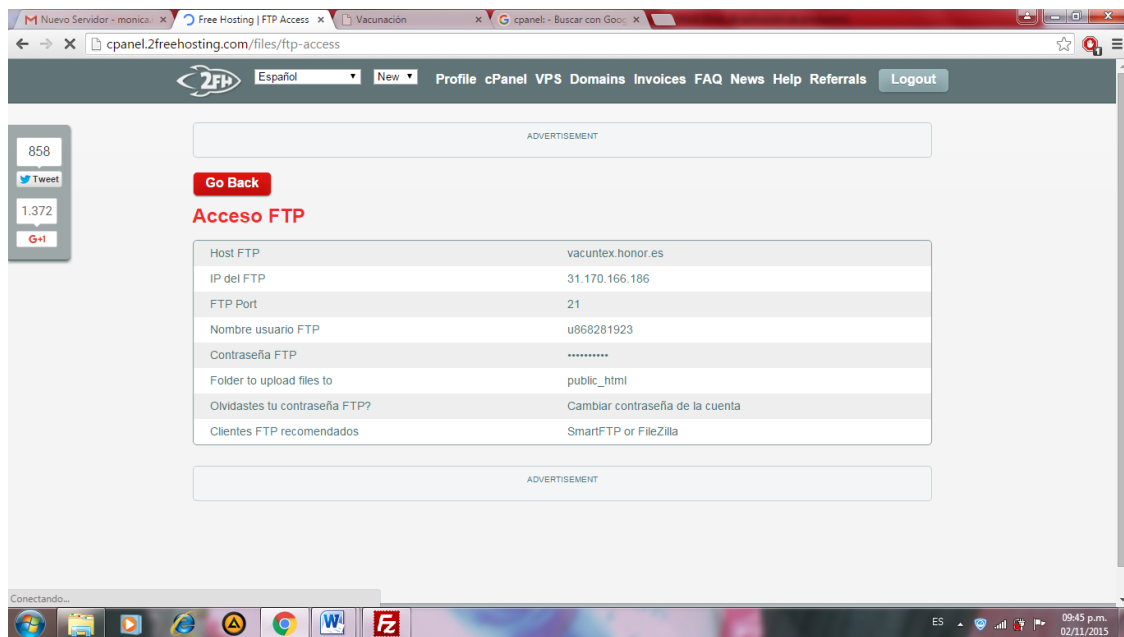 Nuevo Servidor - monica.
Free Hosting | FTP Access
Vacunación
cpanel: - Buscar con Goog
cpanel.2freehosting.com/files/ftp-access
2FH
Español
New
Profile cPanel VPS Domains Invoices FAQ News Help Referrals
Logout
ADVERTISEMENT
858
Tweet
1.372
G+1
Go Back
Acceso FTP
Host FTP vacuntex.honor.es
IP del FTP 31.170.166.186
FTP Port 21
Nombre usuario FTP u868281923
Contraseña FTP ••••••••••
Folder to upload files to public_html
Olvidastes tu contraseña FTP? Cambiar contraseña de la cuenta
Clientes FTP recomendados SmartFTP or FileZilla
ADVERTISEMENT
Conectando...
ES
09:45 p.m.
02/11/2015